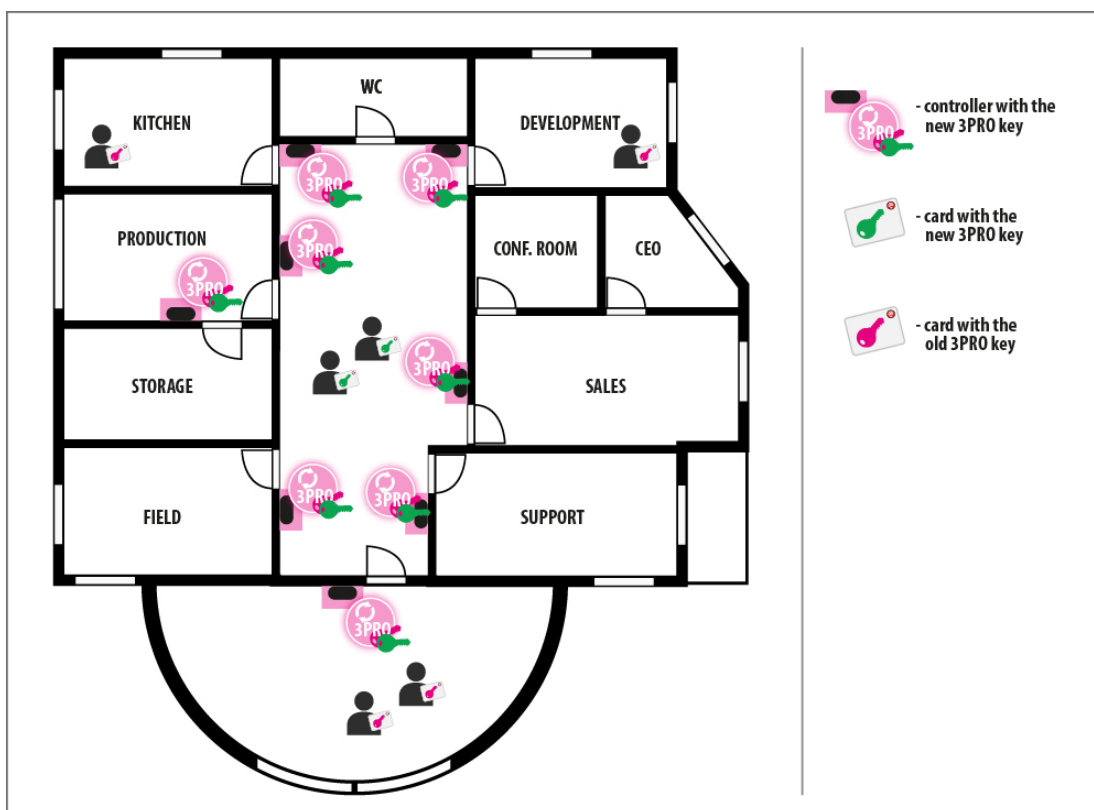 WC
KITCHEN
DEVELOPMENT
3PRO
3PRO
PRODUCTION
3PRO
CONF. ROOM
CEO
3PRO
3PRO
STORAGE
SALES
3PRO
3PRO
FIELD
SUPPORT
3PRO
3PRO
- controller with the
new 3PRO key
- card with the
new 3PRO key
- card with the
old 3PRO key